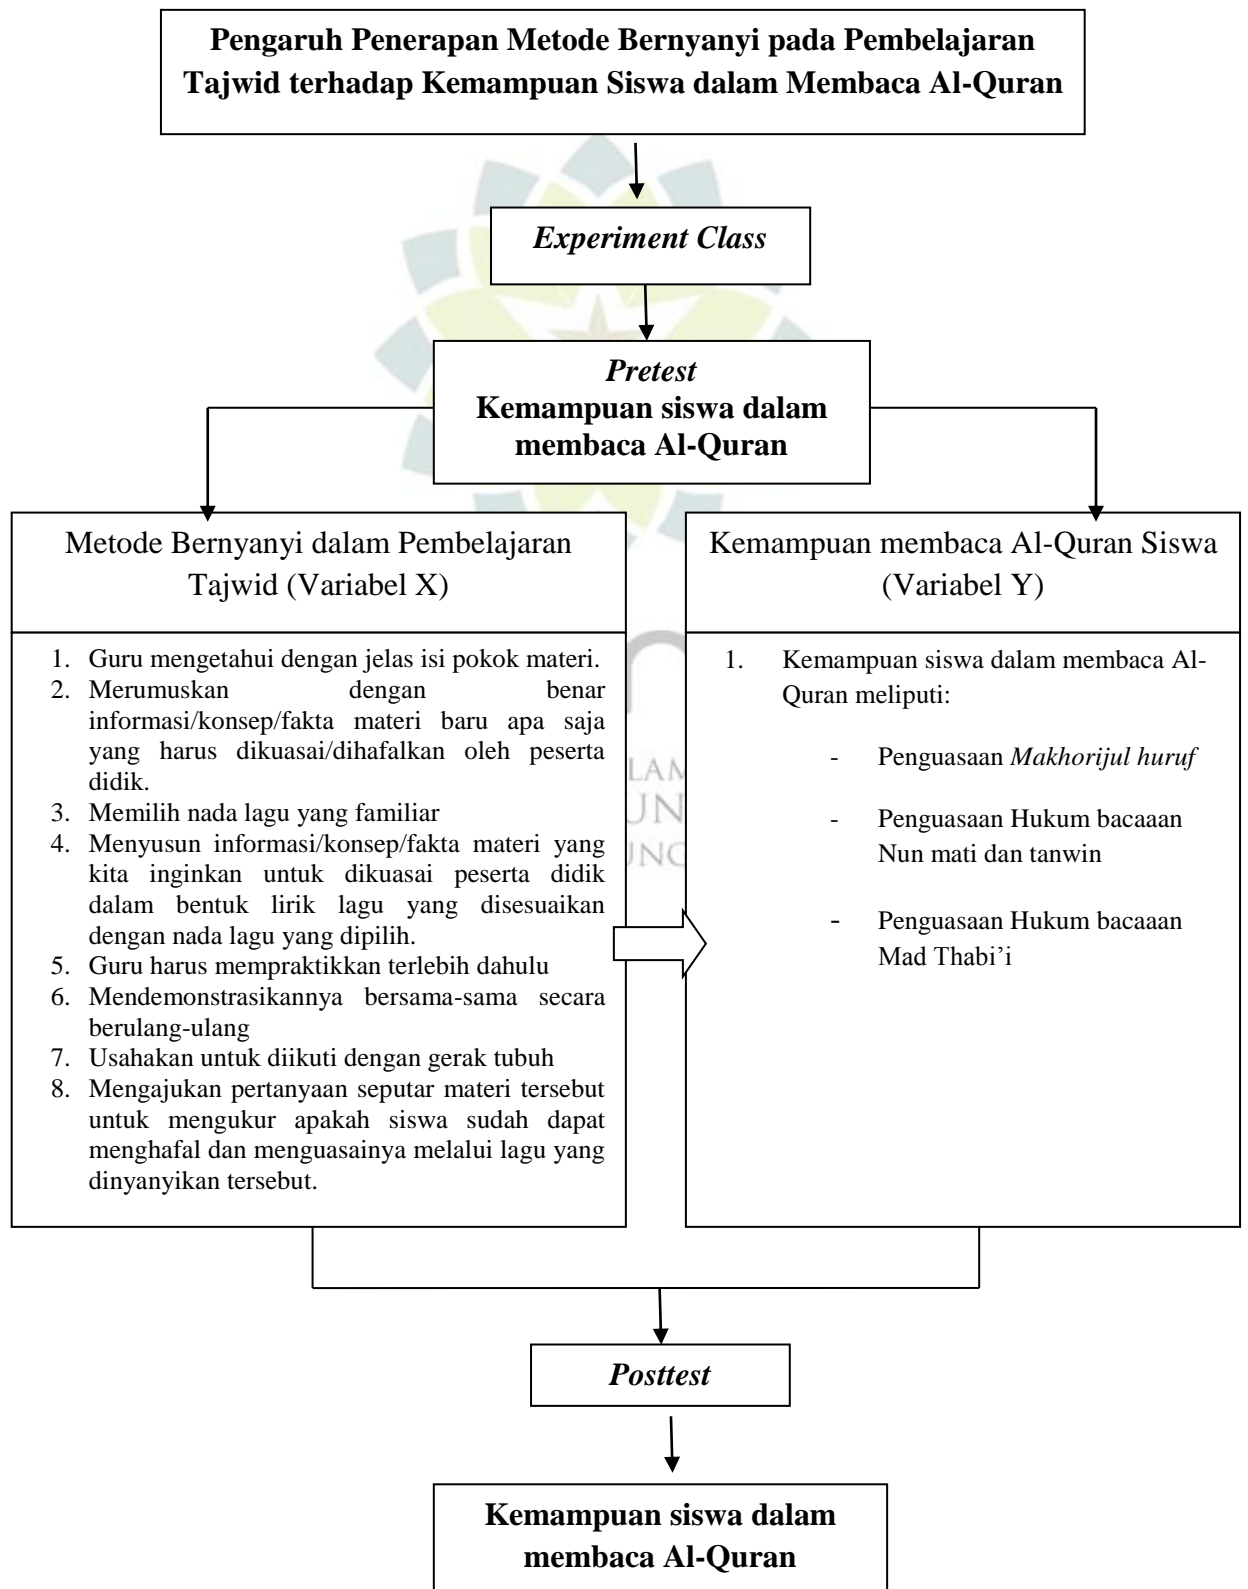 Pengaruh Penerapan Metode Bernyanyi pada Pembelajaran
Tajwid terhadap Kemampuan Siswa dalam Membaca Al-Quran
Experiment Class
Pretest
Kemampuan siswa dalam
membaca Al-Quran
Metode Bernyanyi dalam Pembelajaran
Tajwid (Variabel X)
1. Guru mengetahui dengan jelas isi pokok materi.
2. Merumuskan dengan benar
informasi/konsep/fakta materi baru apa saja
yang harus dikuasai/dihafalkan oleh peserta
didik.
3. Memilih nada lagu yang familiar
4. Menyusun informasi/konsep/fakta materi yang
kita inginkan untuk dikuasai peserta didik
dalam bentuk lirik lagu yang disesuaikan
dengan nada lagu yang dipilih.
5. Guru harus mempraktikkan terlebih dahulu
6. Mendemonstrasikannya bersama-sama secara
berulang-ulang
7. Usahakan untuk diikuti dengan gerak tubuh
8. Mengajukan pertanyaan seputar materi tersebut
untuk mengukur apakah siswa sudah dapat
menghafal dan menguasainya melalui lagu yang
dinyanyikan tersebut.
Kemampuan membaca Al-Quran Siswa
(Variabel Y)
1. Kemampuan siswa dalam membaca Al-
Quran meliputi:
- Penguasaan Makhorijul huruf
- Penguasaan Hukum bacaaan
Nun mati dan tanwin
- Penguasaan Hukum bacaaan
Mad Thabi’i
Posttest
Kemampuan siswa dalam
membaca Al-Quran